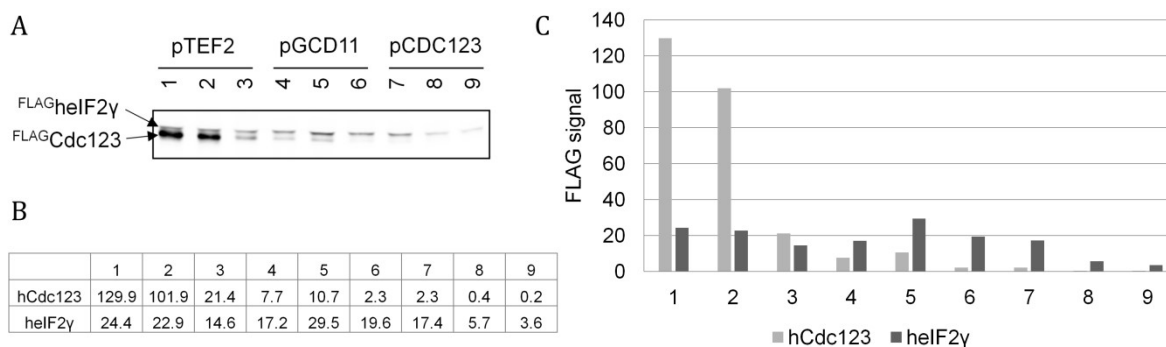 A
pTEF2 pGCD11 pCDC123
1 2 3 4 5 6 7 8 9
FLAGheIF2γ
FLAGCdc123
B
1 2 3 4 5 6 7 8 9
hCdc123 129.9 101.9 21.4 7.7 10.7 2.3 2.3 0.4 0.2
heIF2γ 24.4 22.9 14.6 17.2 29.5 19.6 17.4 5.7 3.6
C
FLAG signal
140
120
100
80
60
40
20
0
1 2 3 4 5 6 7 8 9
hCdc123 heIF2γ